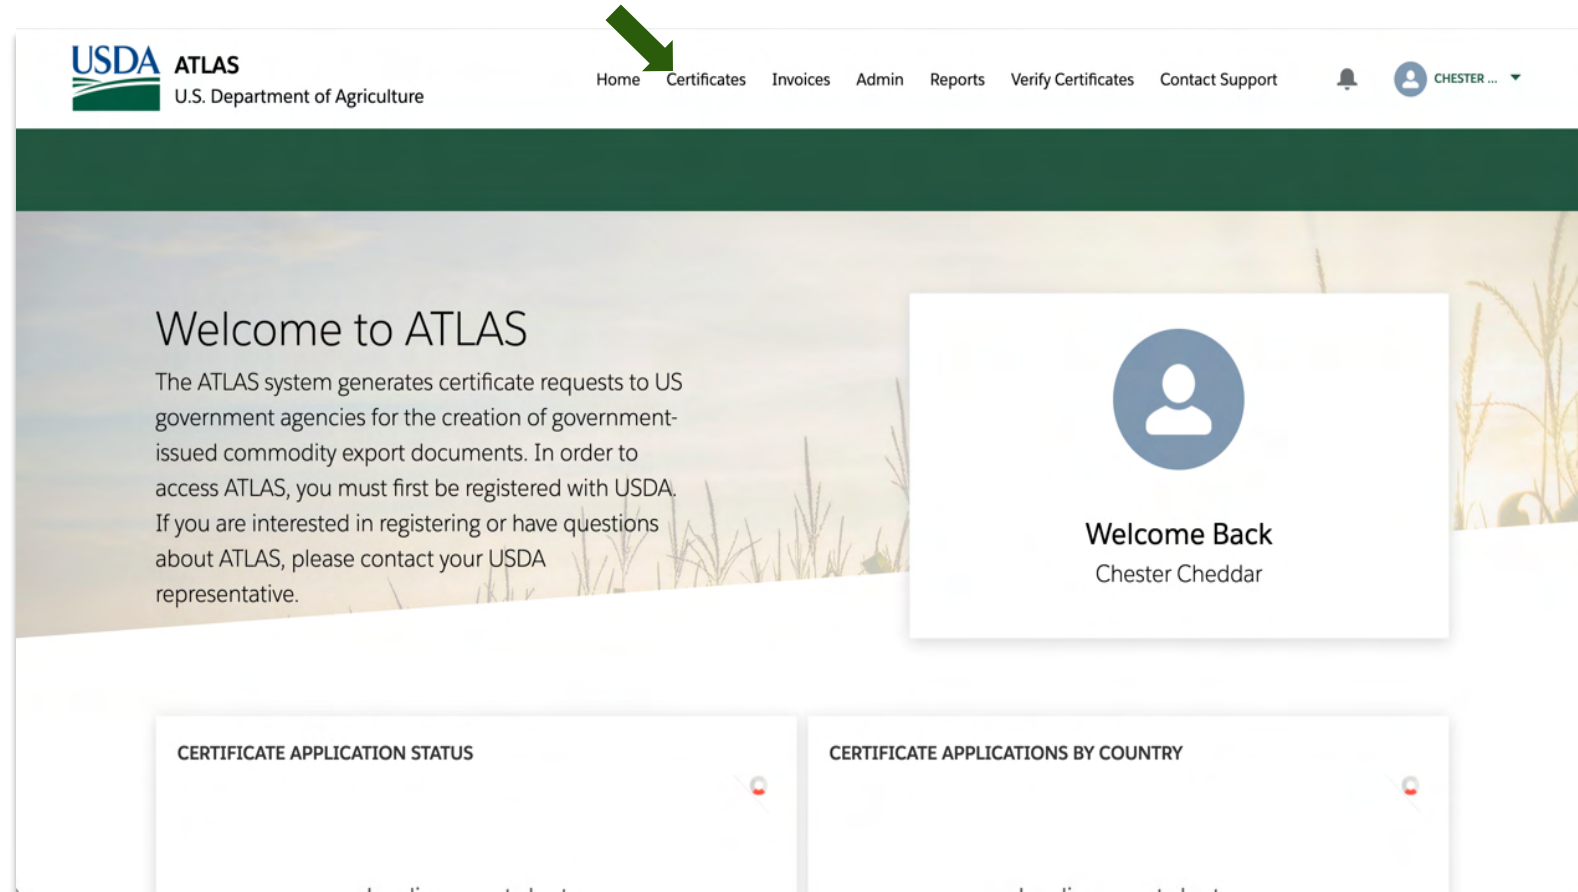 USDA
ATLAS
U.S. Department of Agriculture
Home Certificates Invoices Admin Reports Verify Certificates Contact Support CHESTER ...
Welcome to ATLAS
The ATLAS system generates certificate requests to US
government agencies for the creation of government-
issued commodity export documents. In order to
access ATLAS, you must first be registered with USDA.
If you are interested in registering or have questions
about ATLAS, please contact your USDA
representative.
Welcome Back
Chester Cheddar
CERTIFICATE APPLICATION STATUS
CERTIFICATE APPLICATIONS BY COUNTRY